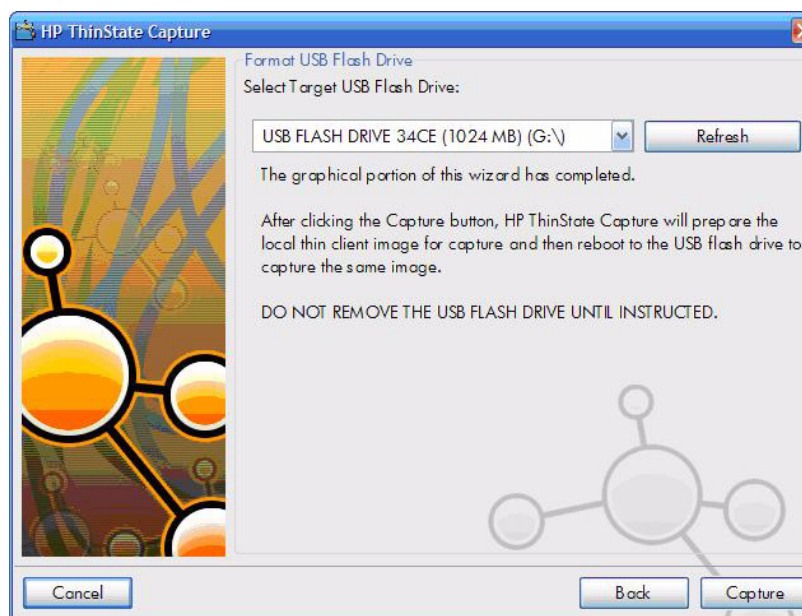 HP ThinState Capture
Format USB Flash Drive
Select Target USB Flash Drive:
USB FLASH DRIVE 34CE (1024 MB) (G:\)
Refresh
The graphical portion of this wizard has completed.
After clicking the Capture button, HP ThinState Capture will prepare the
local thin client image for capture and then reboot to the USB flash drive to
capture the same image.
DO NOT REMOVE THE USB FLASH DRIVE UNTIL INSTRUCTED.
Cancel
Back
Capture